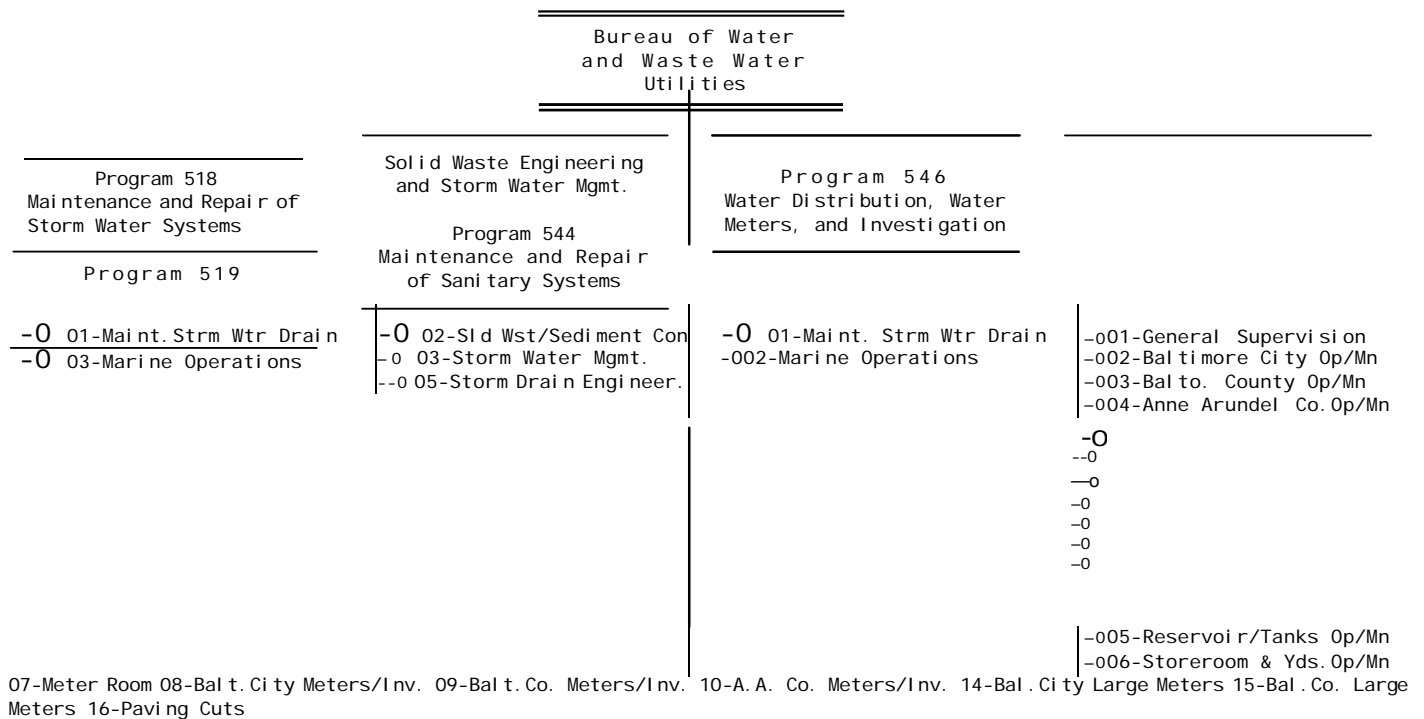 Bureau of Water
and Waste Water
Utilities
Program 518
Maintenance and Repair of
Storm Water Systems
Program 519
Solid Waste Engineering
and Storm Water Mgmt.
Program 544
Maintenance and Repair
of Sanitary Systems
Program 546
Water Distribution, Water
Meters, and Investigation
-O 01-Maint. Strm Wtr Drain
-O 03-Marine Operations
-O 02-Sld Wst/Sediment Con
-O 03-Storm Water Mgmt.
--O 05-Storm Drain Engineer.
-O 01-Maint. Strm Wtr Drain
-002-Marine Operations
-001-General Supervision
-002-Baltimore City Op/Mn
-003-Balto. County Op/Mn
-004-Anne Arundel Co.Op/Mn
-O
--O
—o
-O
-O
-O
-O
-005-Reservoir/Tanks Op/Mn
-006-Storeroom & Yds.Op/Mn
07-Meter Room 08-Balt.City Meters/Inv. 09-Balt.Co. Meters/Inv. 10-A.A. Co. Meters/Inv. 14-Bal.City Large Meters 15-Bal.Co. Large
Meters 16-Paving Cuts